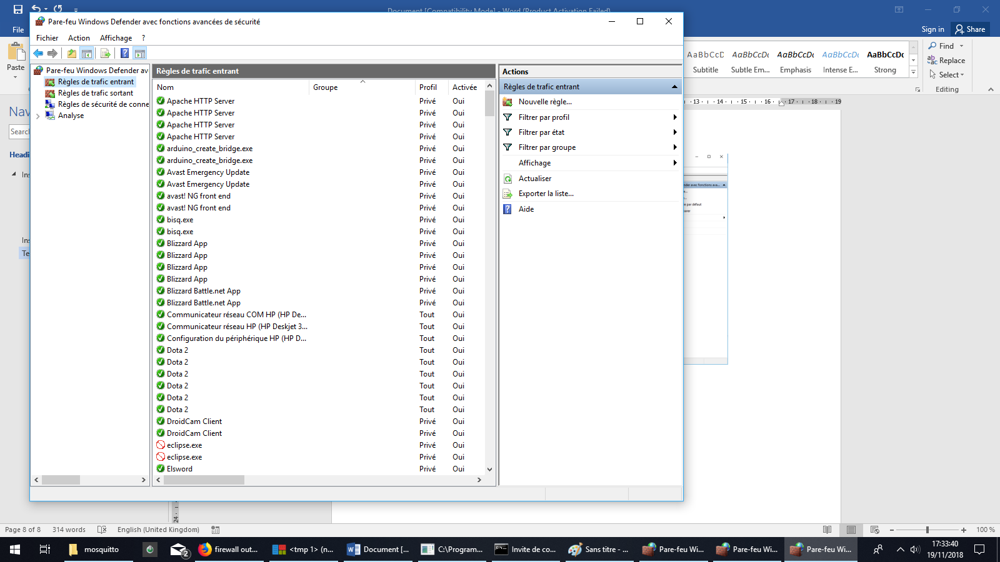 Document [Compatibility Mode] - Word (Product Activation Failed)
File
Sign in
Share
Paste
AaBbCcD
AaBbCcDc
AaBbCcDc
AaBbCcDc
AaBbCcDc
Subtitle
Subtle Em...
Emphasis
Intense E...
Strong
Find
Replace
Select
Editing
Pare-feu Windows Defender avec fonctions avancées de sécurité
Fichier
Action
Affichage
?
Pare-feu Windows Defender av
Règles de trafic entrant
Règles de trafic sortant
Règles de sécurité de conne
Analyse
Règles de trafic entrant
Nom
Groupe
Profil
Activée
Apache HTTP Server Privé Oui
Apache HTTP Server Privé Oui
Apache HTTP Server Privé Oui
Apache HTTP Server Privé Oui
arduino_create_bridge.exe Privé Oui
arduino_create_bridge.exe Privé Oui
Avast Emergency Update Privé Oui
Avast Emergency Update Privé Oui
avast! NG front end Privé Oui
avast! NG front end Privé Oui
bisq.exe Privé Oui
bisq.exe Privé Oui
Blizzard App Privé Oui
Blizzard App Privé Oui
Blizzard App Privé Oui
Blizzard App Privé Oui
Blizzard Battle.net App Privé Oui
Blizzard Battle.net App Privé Oui
Communicateur réseau COM HP (HP De... Tout Oui
Communicateur réseau HP (HP Deskjet 3... Tout Oui
Configuration du périphérique HP (HP D... Tout Oui
Dota 2 Tout Oui
Dota 2 Tout Oui
Dota 2 Tout Oui
Dota 2 Tout Oui
Dota 2 Tout Oui
Dota 2 Tout Oui
DroidCam Client Privé Oui
DroidCam Client Privé Oui
eclipse.exe Privé Oui
eclipse.exe Privé Oui
Elsword Privé Oui
Actions
Règles de trafic entrant
Nouvelle règle...
Filtrer par profil
Filtrer par état
Filtrer par groupe
Affichage
Actualiser
Exporter la liste...
Aide
Nav
Search
Headi
Ins
Ins
Te
13 14 15 16 17 18 19
nder avec fonctions ava...
ie par défaut
24
Page 8 of 8
314 words
English (United Kingdom)
100 %
mosquitto
2
firewall out...
<tmp 1> (n...
Document [...
C:\Program...
Invite de co...
Sans titre - ...
Pare-feu Wi...
Pare-feu Wi...
Pare-feu Wi...
17:33:40
19/11/2018